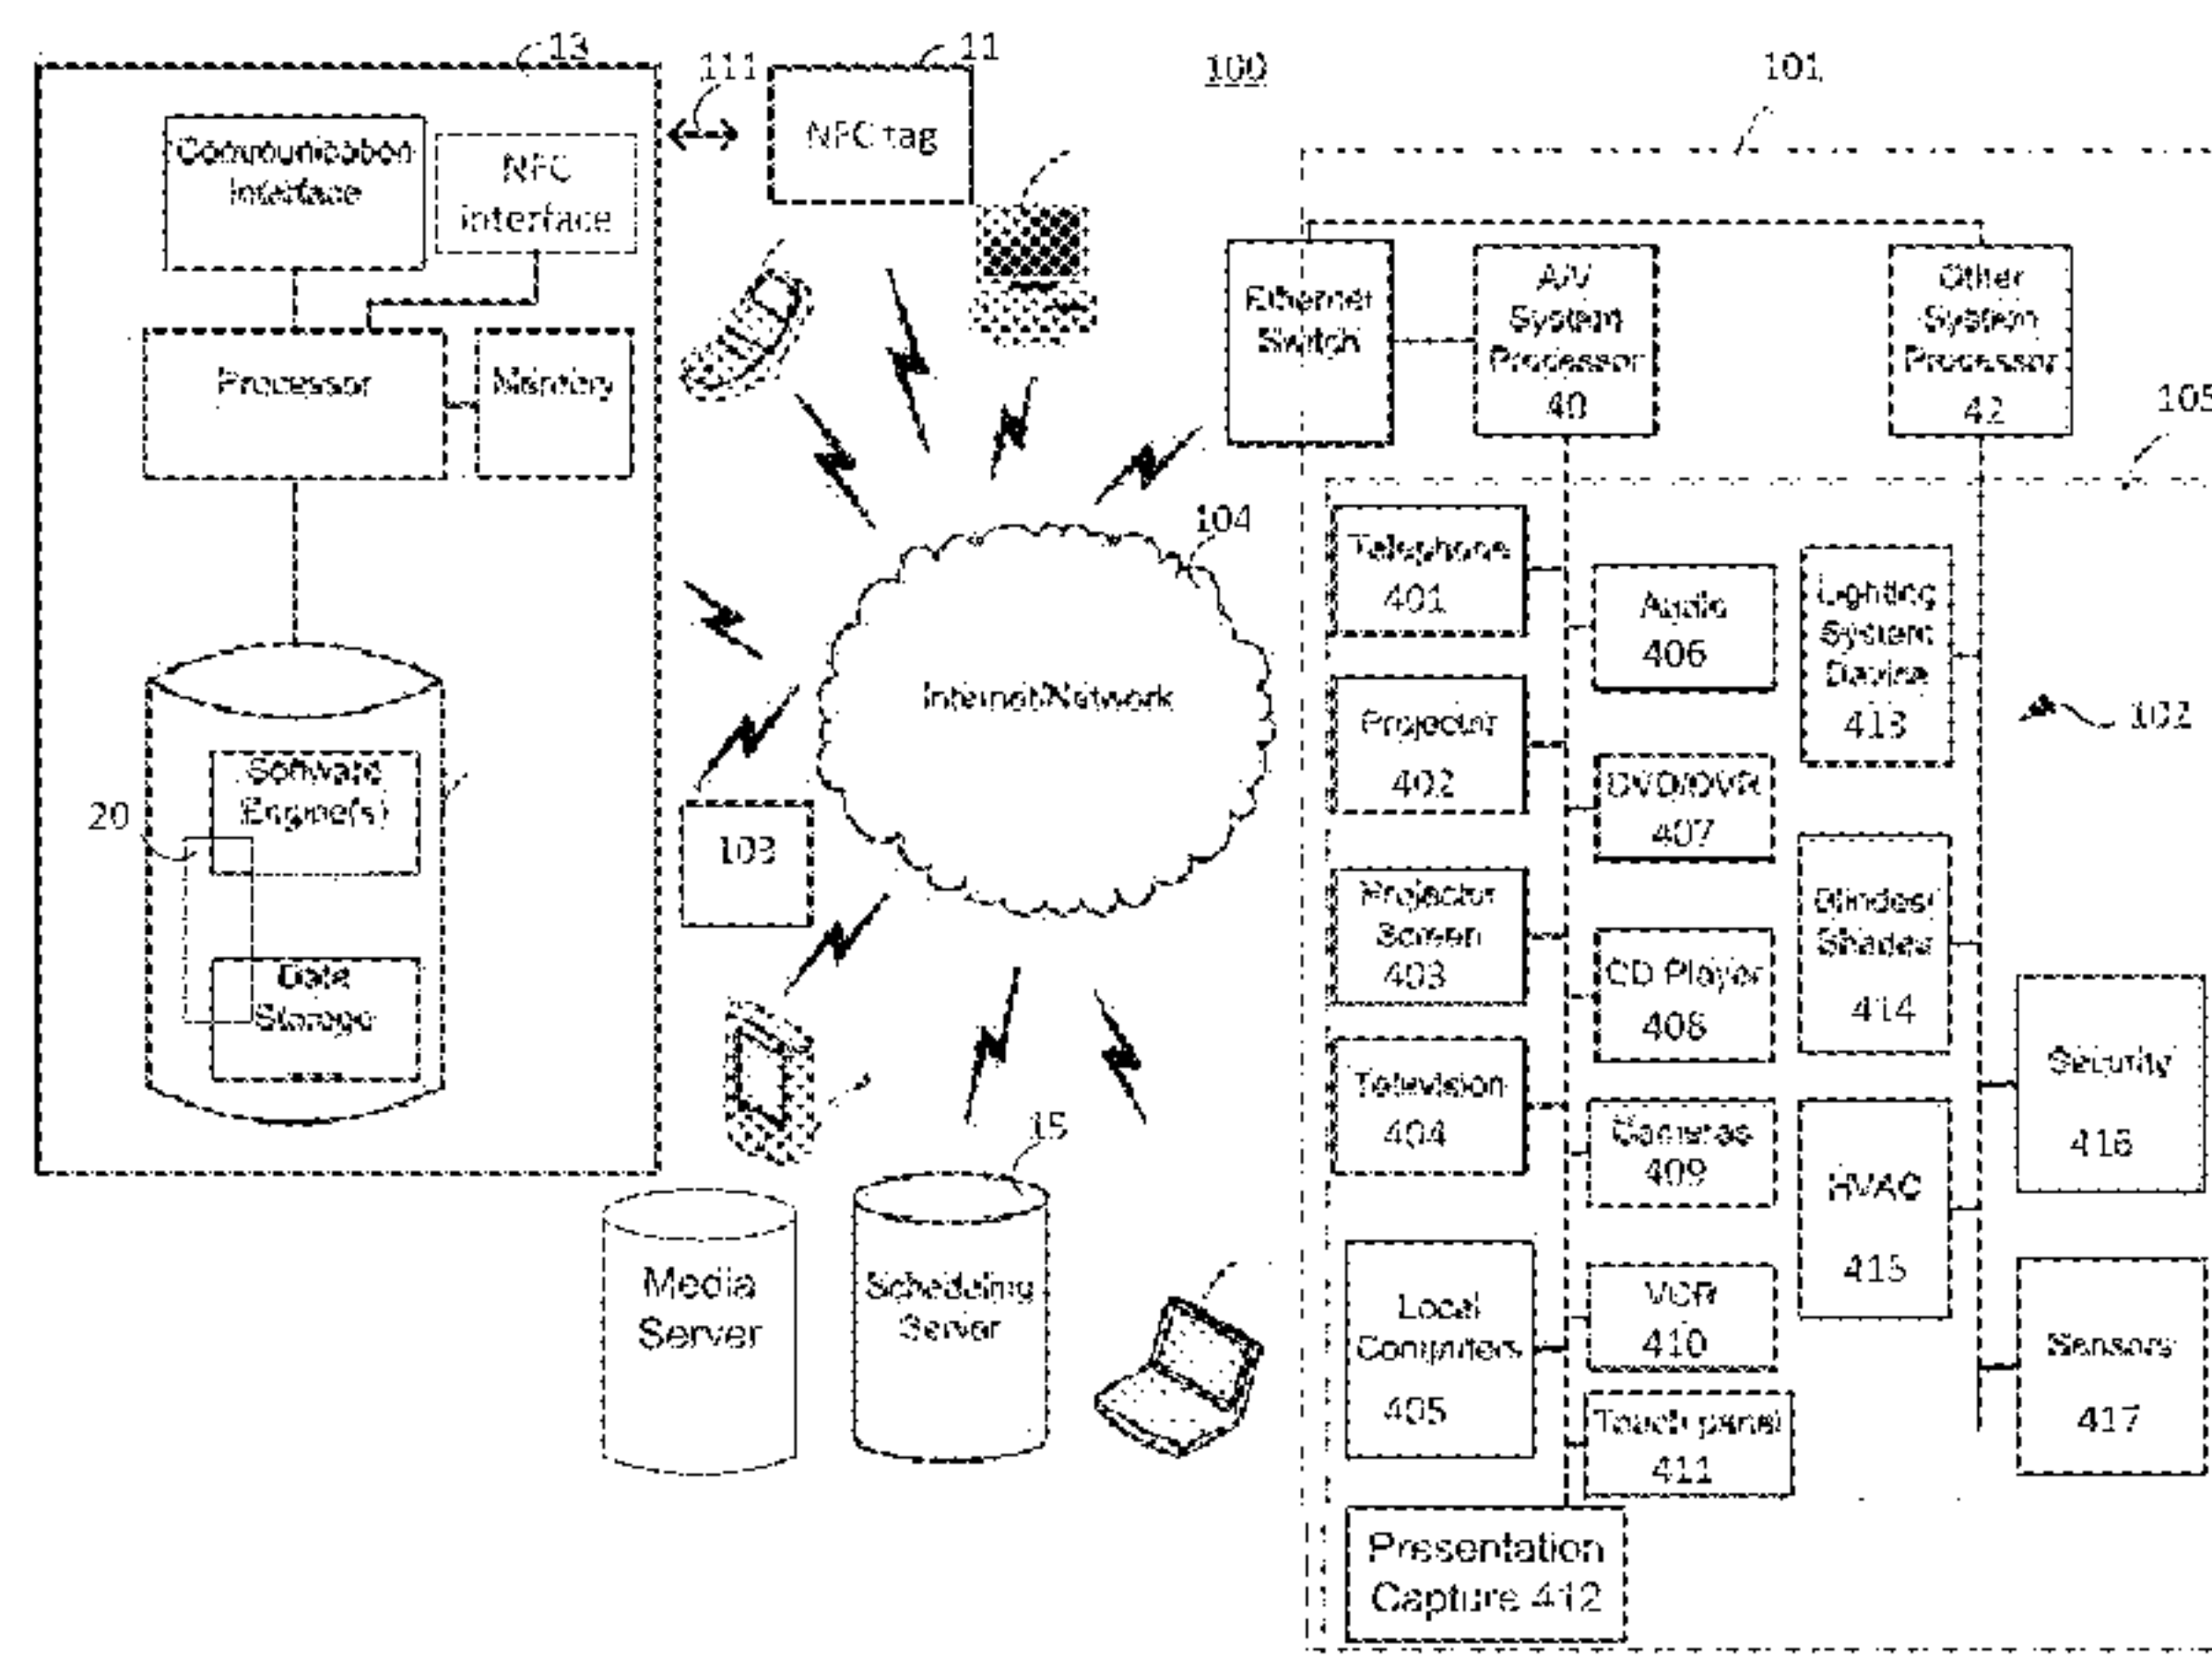 13
111
11
100
101
Communication
Interface
NFC
interface
NFC tag
Processor
Memory
Ethernet
Switch
A/V
System
Processor
40
Other
System
Processor
42
105
104
Internet/Network
Software
Engine(s)
20
Data
Storage
103
Media
Server
15
Scheduling
Server
Telephone
401
Projector
402
Projector
Screen
403
Television
404
Local
Computers
405
Audio
406
DVD/DVR
407
CD Player
408
Cameras
409
VCR
410
Touch panel
411
Presentation
Capture 412
Lighting
System
Device
413
102
Blindes/
Shades
414
HVAC
415
Security
416
Sensory
417